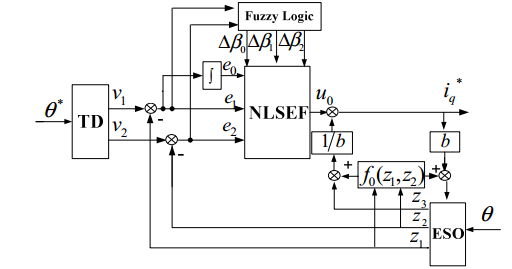 Fuzzy Logic
Δβ₀ Δβ₁ Δβ₂
∫ e₀
θ* TD v₁ - e₁ NLSEF u₀ i_q*
v₂ - e₂ 1/b b
+ f₀(z₁,z₂) +
z₃
z₂ ESO θ
z₁